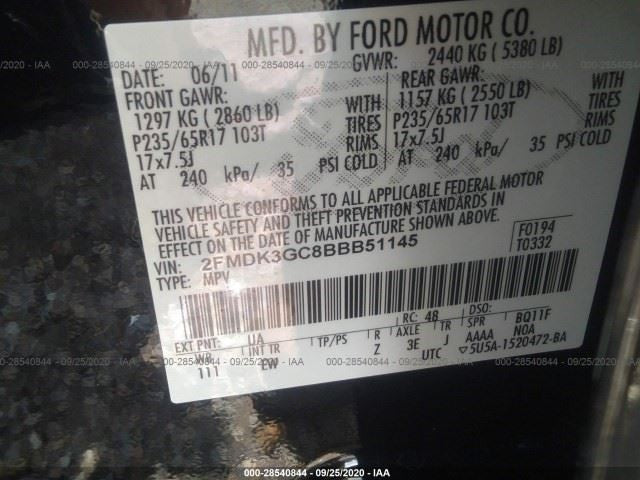 000-28540844 - 09/25/2020 - IAA
MFD. BY FORD MOTOR CO.
DATE: 06/11
GVWR: 2440 KG ( 5380 LB)
FRONT GAWR:
1297 KG ( 2860 LB)
WITH
P235/65R17 103T
TIRES
17x7.5J
RIMS
AT 240 kPa/ 35 PSI COLD
REAR GAWR:
1157 KG ( 2550 LB)
WITH
P235/65R17 103T
TIRES
17x7.5J
RIMS
AT 240 kPa/ 35 PSI COLD
THIS VEHICLE CONFORMS TO ALL APPLICABLE FEDERAL MOTOR
VEHICLE SAFETY AND THEFT PREVENTION STANDARDS IN
EFFECT ON THE DATE OF MANUFACTURE SHOWN ABOVE.
VIN: 2FMDK3GC8BBB51145
TYPE: MPV
F0194
T0332
EXT PNT: UA RC: 48 DSO:
WB INT TR TP/PS R AXLE TR SPR BQ11F
111 CW Z 3E J AAAA N0A
UTC 5U5A-1520472-BA
000-28540844 - 09/25/2020 - IAA
000-28540844 - 09/25/2020 - IAA
000-28540844 - 09/25/2020 - IAA